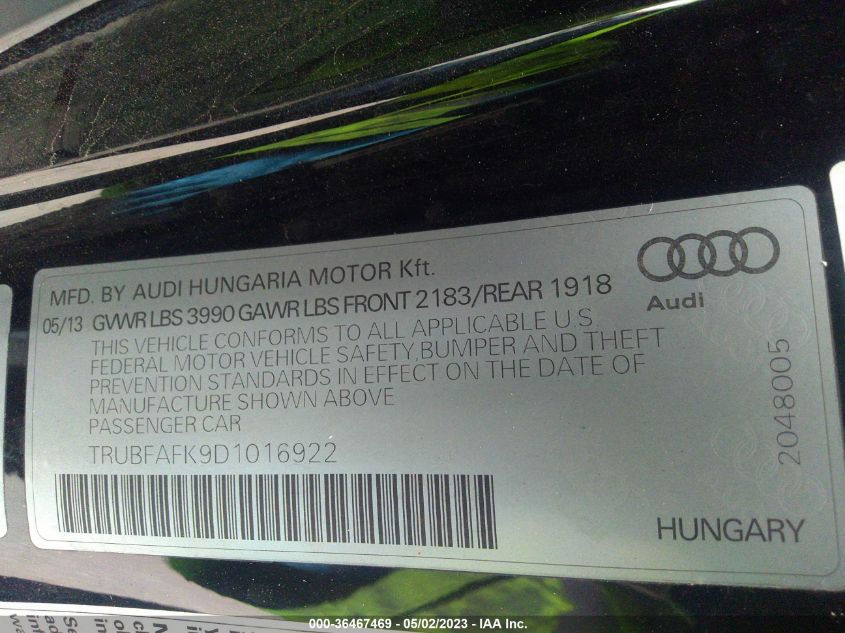 MFD. BY AUDI HUNGARIA MOTOR Kft.
05/13 GVWR LBS 3990 GAWR LBS FRONT 2183/REAR 1918
THIS VEHICLE CONFORMS TO ALL APPLICABLE U.S.
FEDERAL MOTOR VEHICLE SAFETY,BUMPER AND THEFT
PREVENTION STANDARDS IN EFFECT ON THE DATE OF
MANUFACTURE SHOWN ABOVE
PASSENGER CAR
TRUBFAFK9D1016922
Audi
2048005
HUNGARY
000-36467469 - 05/02/2023 - IAA Inc.